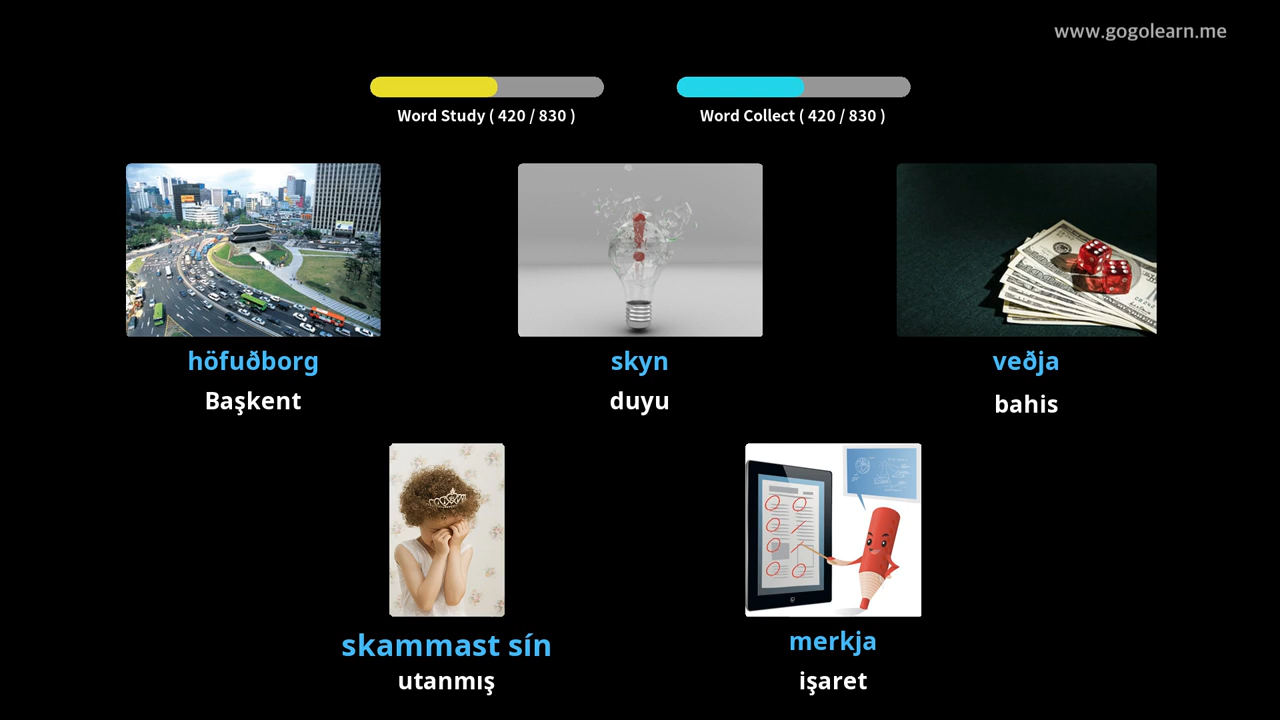 www.gogolearn.me
Word Study ( 420 / 830 )
Word Collect ( 420 / 830 )
höfuðborg
Başkent
skyn
duyu
veðja
bahis
skammast sín
utanmış
merkja
işaret